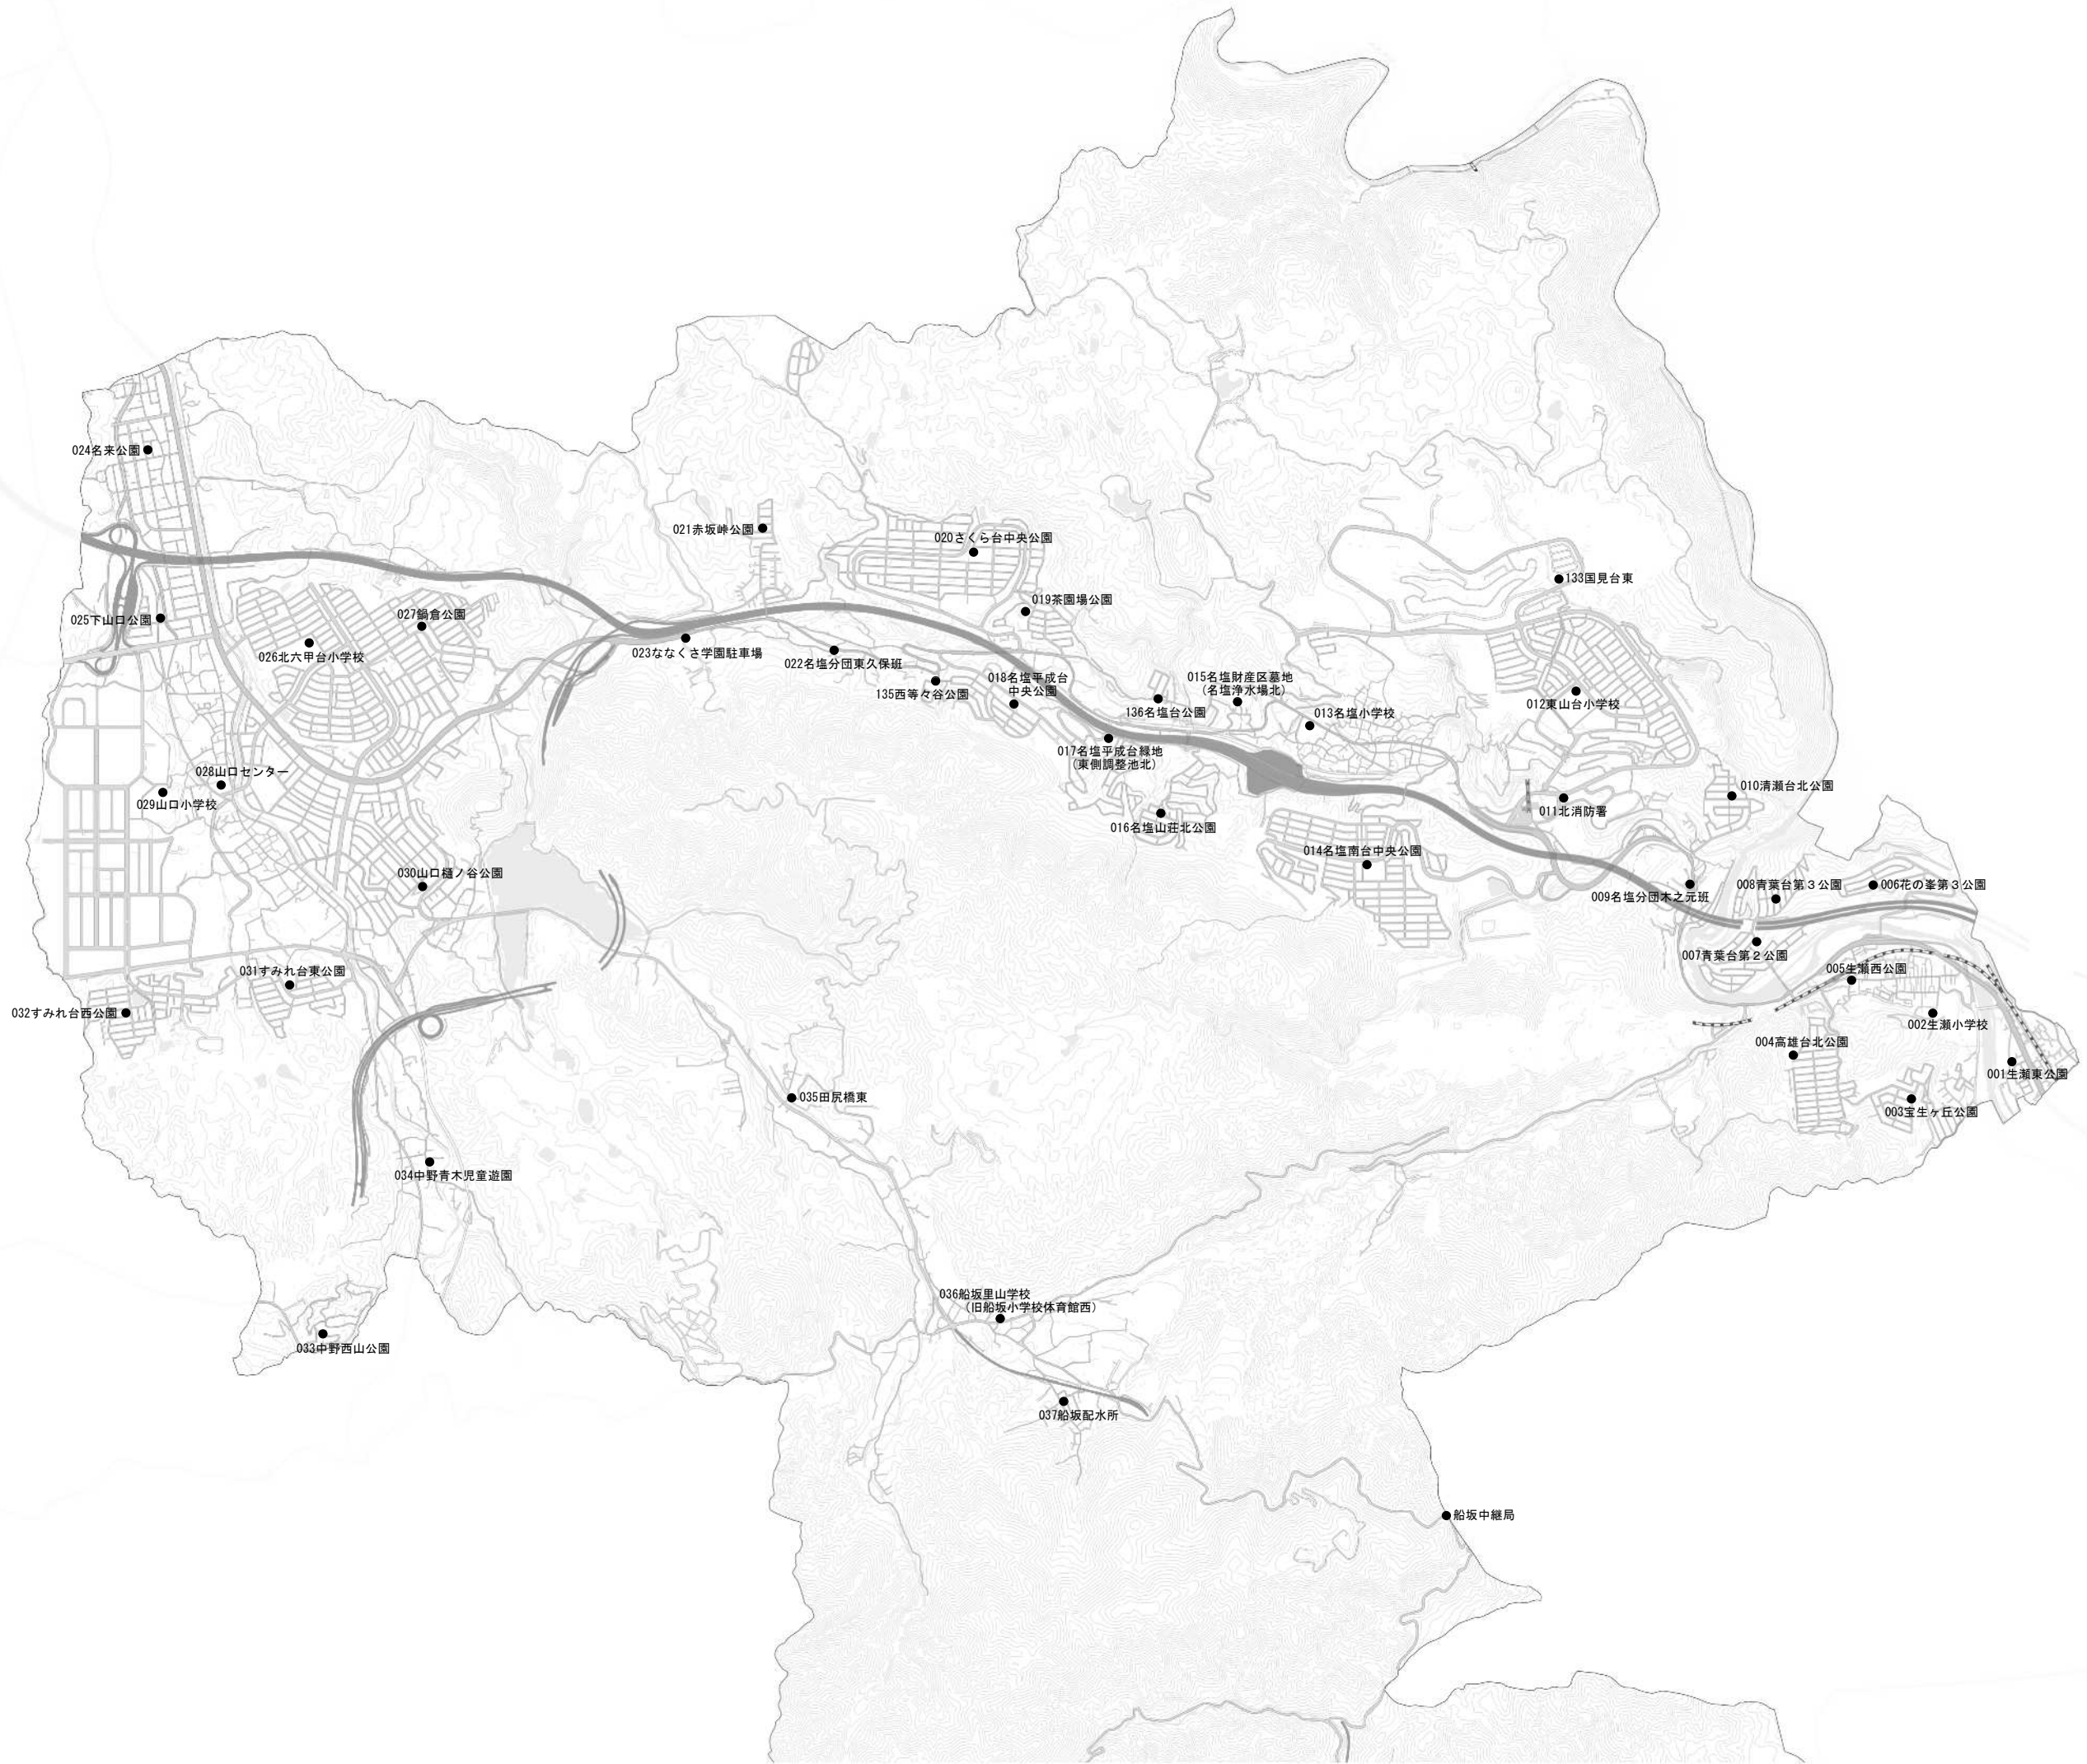 024名来公園
021赤坂峠公園
020さくら台中央公園
133国見台東
019茶園場公園
027鍋倉公園
025下山口公園
026北六甲台小学校
023ななくさ学園駐車場
022名塩分団東久保班
135西等々谷公園
018名塩平成台
中央公園
015名塩財産区墓地
(名塩浄水場北)
136名塩台公園
013名塩小学校
012東山台小学校
017名塩平成台緑地
(東側調整池北)
028山口センター
029山口小学校
010清瀬台北公園
011北消防署
016名塩山荘北公園
014名塩南台中央公園
030山口樋ノ谷公園
009名塩分団木之元班
008青葉台第３公園
006花の峯第３公園
007青葉台第２公園
005生瀬西公園
031すみれ台東公園
032すみれ台西公園
002生瀬小学校
004高雄台北公園
001生瀬東公園
003宝生ヶ丘公園
035田尻橋東
034中野青木児童遊園
036船坂里山学校
(旧船坂小学校体育館西)
033中野西山公園
037船坂配水所
船坂中継局